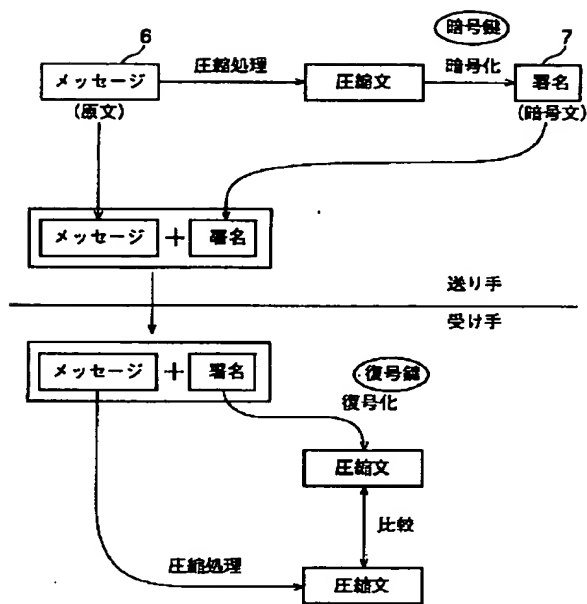 6
暗号鍵
7
メッセージ
圧縮処理
圧縮文
暗号化
署名
(原文)
(暗号文)
メッセージ + 署名
送り手
受け手
メッセージ + 署名
復号鍵
復号化
圧縮文
比較
圧縮処理
圧縮文